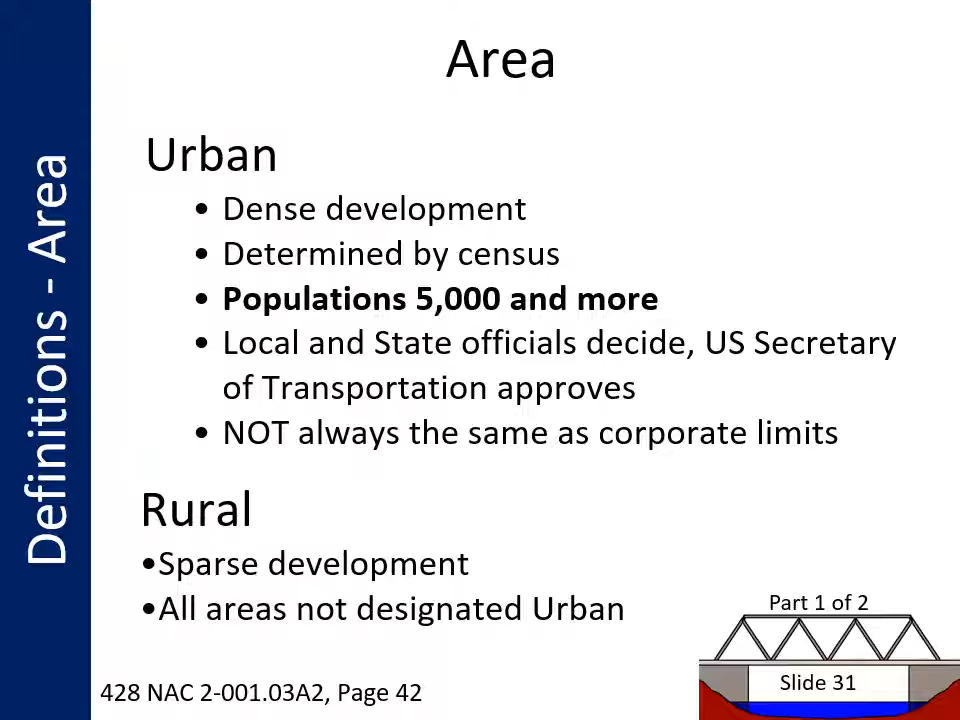 Definitions - Area
Area
Urban
• Dense development
• Determined by census
• Populations 5,000 and more
• Local and State officials decide, US Secretary
of Transportation approves
• NOT always the same as corporate limits
Rural
•Sparse development
•All areas not designated Urban
Part 1 of 2
Slide 31
428 NAC 2-001.03A2, Page 42